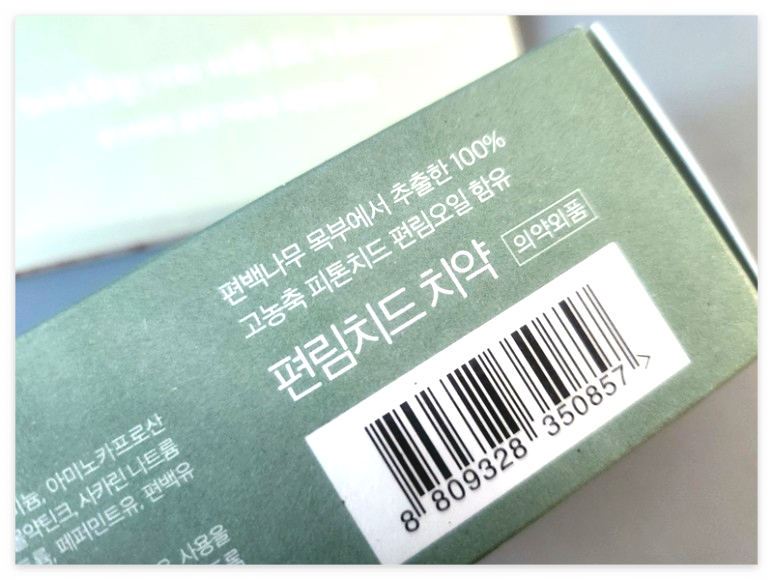 편백나무 목부에서 추출한 100%
고농축 피톤치드 편림오일 함유
편림치드 치약 의약외품
8 809328 350857
아미노카프로산
사카린 나트륨
페퍼민트유, 편백유
사용을